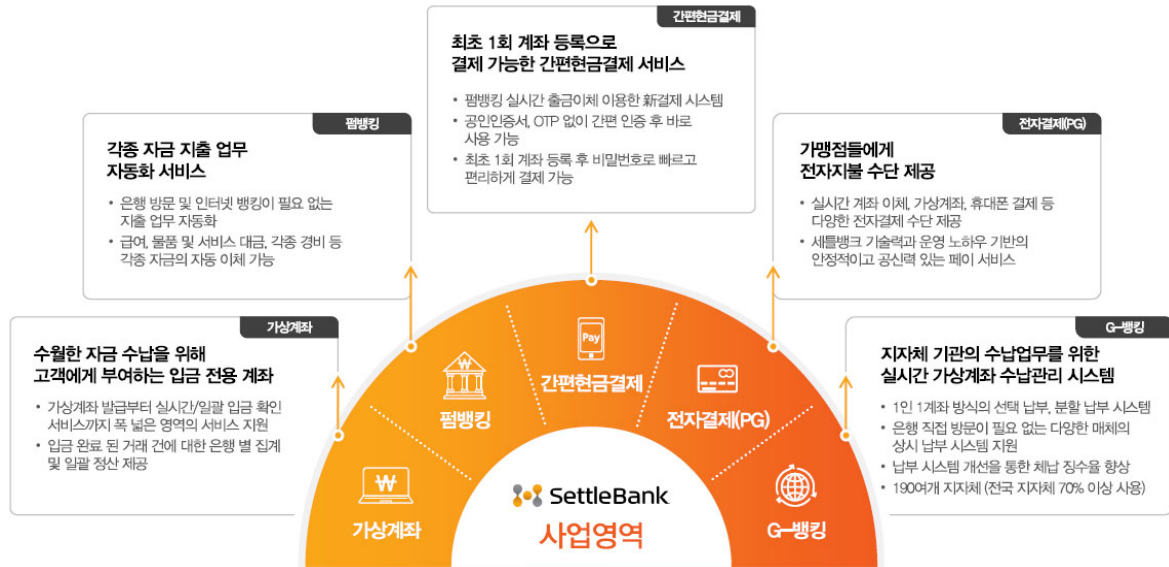 간편현금결제
최초 1회 계좌 등록으로
결제 가능한 간편현금결제 서비스
• 펌뱅킹 실시간 출금이체 이용한 新결제 시스템
• 공인인증서, OTP 없이 간편 인증 후 바로
사용 가능
• 최초 1회 계좌 등록 후 비밀번호로 빠르고
편리하게 결제 가능
펌뱅킹
각종 자금 지출 업무
자동화 서비스
• 은행 방문 및 인터넷 뱅킹이 필요 없는
지출 업무 자동화
• 급여, 물품 및 서비스 대금, 각종 경비 등
각종 자금의 자동 이체 가능
전자결제(PG)
가맹점들에게
전자지불 수단 제공
• 실시간 계좌 이체, 가상계좌, 휴대폰 결제 등
다양한 전자결제 수단 제공
• 세틀뱅크 기술력과 운영 노하우 기반의
안정적이고 공신력 있는 페이 서비스
가상계좌
수월한 자금 수납을 위해
고객에게 부여하는 입금 전용 계좌
• 가상계좌 발급부터 실시간/일괄 입금 확인
서비스까지 폭 넓은 영역의 서비스 지원
• 입금 완료 된 거래 건에 대한 은행 별 집계
및 일괄 정산 제공
G-뱅킹
지자체 기관의 수납업무를 위한
실시간 가상계좌 수납관리 시스템
• 1인 1계좌 방식의 선택 납부, 분할 납부 시스템
• 은행 직접 방문이 필요 없는 다양한 매체의
상시 납부 시스템 지원
• 납부 시스템 개선을 통한 체납 징수율 향상
• 190여개 지자체 (전국 지자체 70% 이상 사용)
Pay
간편현금결제
₩
펌뱅킹
전자결제(PG)
₩
가상계좌
G-뱅킹
SettleBank
사업영역